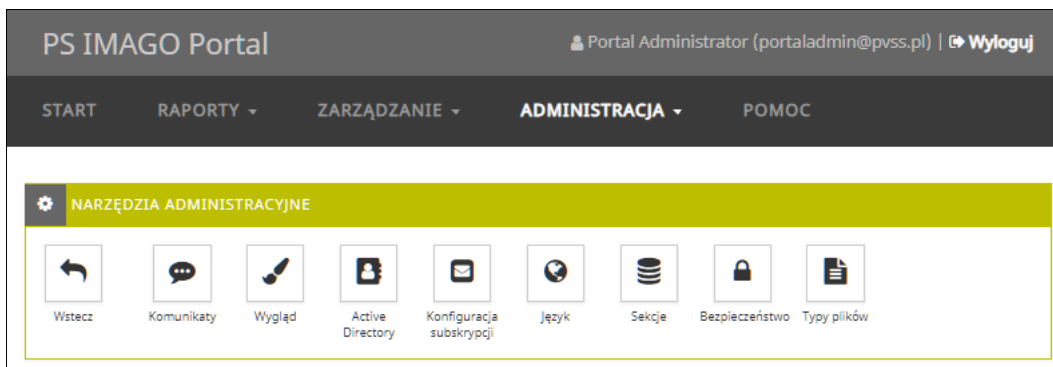 PS IMAGO Portal
Portal Administrator (portaladmin@pvss.pl) | Wyloguj
START RAPORTY ZARZĄDZANIE ADMINISTRACJA POMOC
NARZĘDZIA ADMINISTRACYJNE
Wstecz Komunikaty Wygląd Active Konfiguracja Język Sekcje Bezpieczeństwo Typy plików
Directory subskrypcji